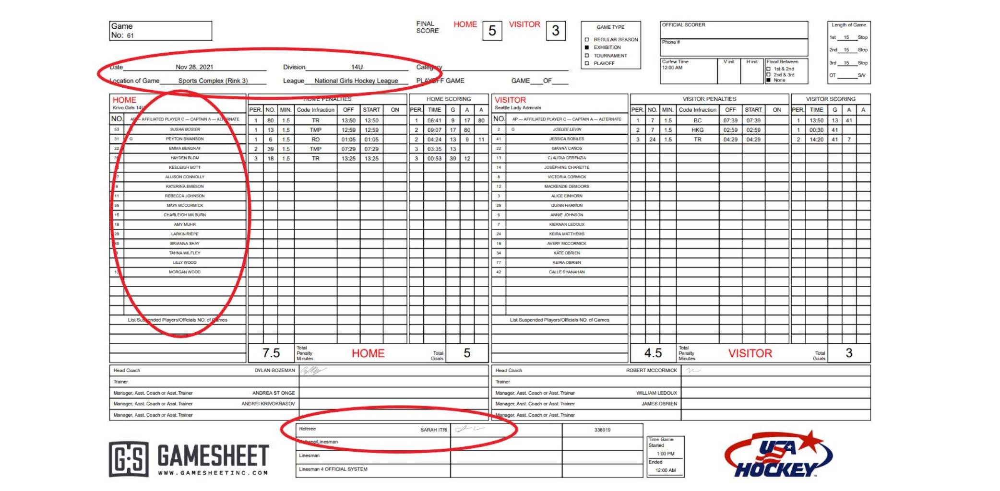 Game
No: 61
FINAL SCORE HOME 5 VISITOR 3
GAME TYPE
REGULAR SEASON
EXHIBITION
TOURNAMENT
PLAYOFF
OFFICIAL SCORER
Phone #
Curfew Time 12:00 AM
V init
H init
Flood Between
1st & 2nd
2nd & 3rd
None
Length of Game
1st 15 Stop
2nd 15 Stop
3rd 15 Stop
OT S/V
Date Nov 28, 2021 Division 14U Category
Location of Game Sports Complex (Rink 3) League National Girls Hockey League PLAYOFF GAME GAME OF
HOME
Krivo Girls 14U
NO. AP — AFFILIATED PLAYER C — CAPTAIN A — ALTERNATE
53 SUSAN BOSIER
31 G PEYTON SWANSON
22 EMMA BENDRAT
HAYDEN BLOM
KEELEIGH BOTT
ALLISON CONNOLLY
6 KATERINA EMESON
11 REBECCA JOHNSON
55 MAYA MCCORMICK
15 CHARLEIGH MILBURN
18 AMY MUHR
29 LARKIN RIEPE
80 BRIANNA SHAY
TAHNA WILFLEY
LILLY WOOD
13 MORGAN WOOD
List Suspended Players/Officials NO. of Games
HOME PENALTIES
PER. NO. MIN. Code Infraction OFF START ON
1 80 1.5 TR 13:50 13:50
1 13 1.5 TMP 12:59 12:59
1 6 1.5 RO 01:05 01:05
2 39 1.5 TMP 07:29 07:29
3 18 1.5 TR 13:25 13:25
HOME SCORING
PER. TIME G A A
1 06:41 9 17 80
2 09:07 17 80
2 04:24 13 9 11
3 03:35 13
3 00:53 39 12
7.5 Total Penalty Minutes HOME Total Goals 5
VISITOR
Seattle Lady Admirals
NO. AP — AFFILIATED PLAYER C — CAPTAIN A — ALTERNATE
2 G JOELEE LEVIN
41 JESSICA BOBILES
22 GIANNA CANOS
13 CLAUDIA CERENZIA
14 JOSEPHINE CHARETTE
8 VICTORIA CORMICK
12 MACKENZIE DEMOORS
3 ALICE EINHORN
25 QUINN HARMON
6 ANNIE JOHNSON
7 KIERNAN LEDOUX
24 KEIRA MATTHEWS
16 AVERY MCCORMICK
34 KATE OBRIEN
77 KEIRA OBRIEN
42 CALLE SHANAHAN
List Suspended Players/Officials NO. of Games
VISITOR PENALTIES
PER. NO. MIN. Code Infraction OFF START ON
1 7 1.5 BC 07:39 07:39
2 7 1.5 HKG 02:59 02:59
3 24 1.5 TR 04:29 04:29
VISITOR SCORING
PER. TIME G A A
1 13:50 13 41
1 00:30 41
2 14:20 41 7
4.5 Total Penalty Minutes VISITOR Total Goals 3
Head Coach DYLAN BOZEMAN
Trainer
Manager, Asst. Coach or Asst. Trainer ANDREA ST ONGE
Manager, Asst. Coach or Asst. Trainer ANDREI KRIVOKRASOV
Manager, Asst. Coach or Asst. Trainer
Head Coach ROBERT MCCORMICK
Trainer
Manager, Asst. Coach or Asst. Trainer WILLIAM LEDOUX
Manager, Asst. Coach or Asst. Trainer JAMES OBRIEN
Manager, Asst. Coach or Asst. Trainer
Referee SARAH ITRI 338919
Referee/Linesman
Linesman
Linesman 4 OFFICIAL SYSTEM
Time Game Started
1:00 PM
Ended
12:00 AM
G:S GAMESHEET
WWW.GAMESHEETINC.COM
USA HOCKEY™